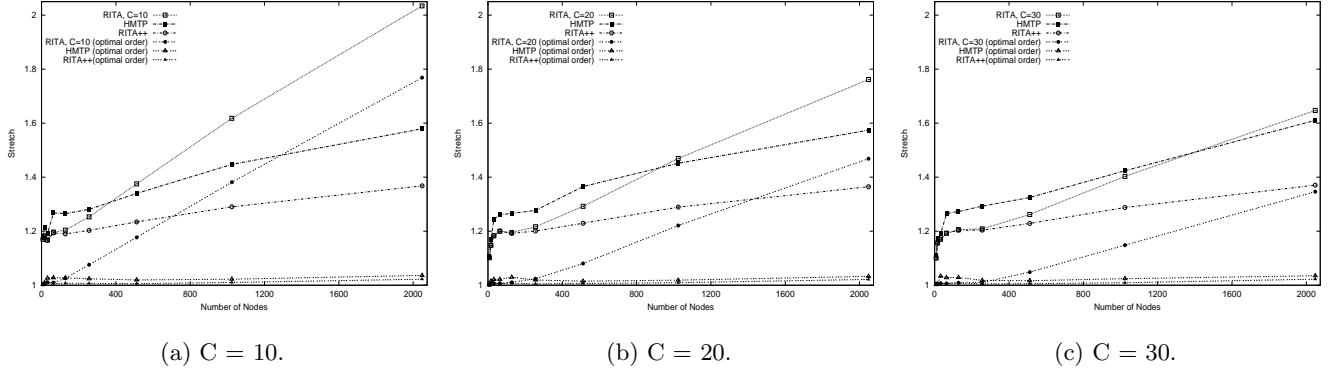 2
1.8
1.6
1.4
1.2
1
Stretch
RITA, C=10
HMTP
RITA++
RITA, C=10 (optimal order)
HMTP (optimal order)
RITA++(optimal order)
0 400 800 1200 1600 2000
Number of Nodes
(a) C = 10.
2
1.8
1.6
1.4
1.2
1
Stretch
RITA, C=20
HMTP
RITA++
RITA, C=20 (optimal order)
HMTP (optimal order)
RITA++(optimal order)
0 400 800 1200 1600 2000
Number of Nodes
(b) C = 20.
2
1.8
1.6
1.4
1.2
1
Stretch
RITA, C=30
HMTP
RITA++
RITA, C=30 (optimal order)
HMTP (optimal order)
RITA++(optimal order)
0 400 800 1200 1600 2000
Number of Nodes
(c) C = 30.